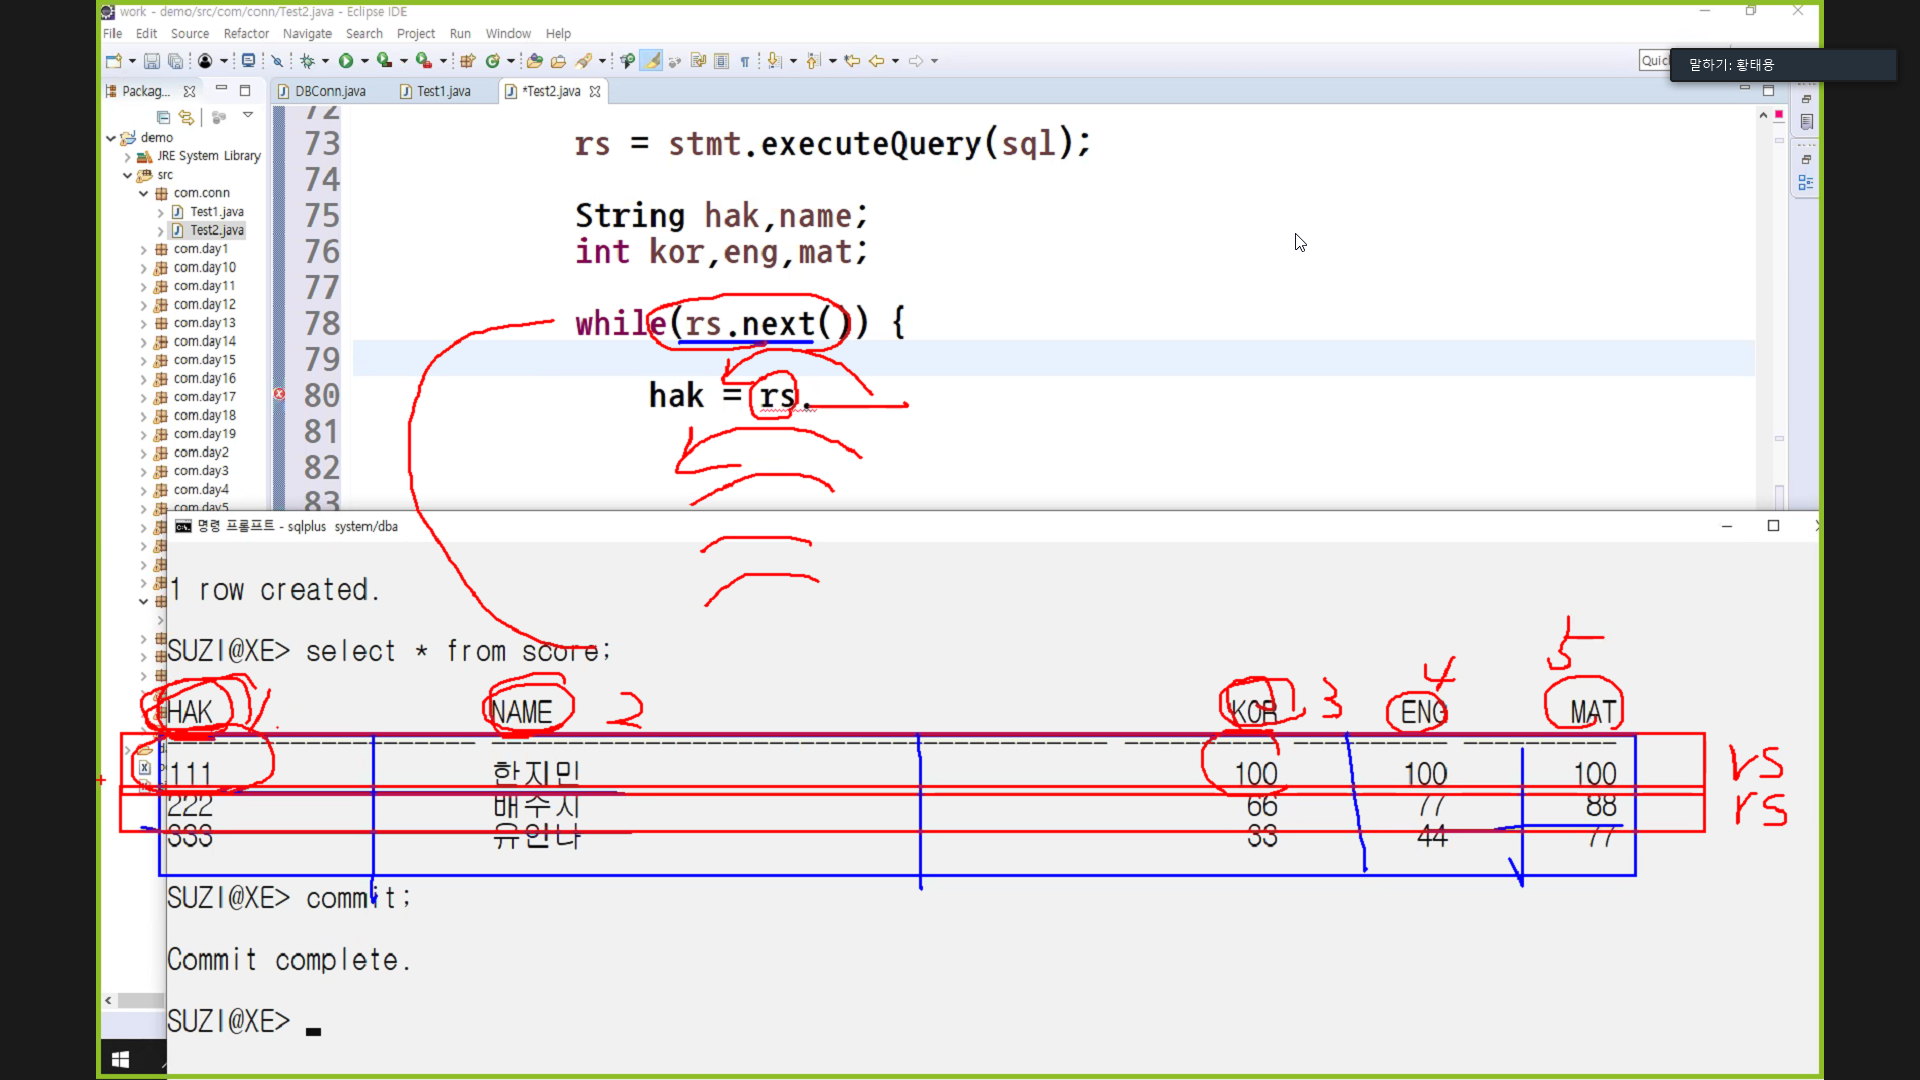 work - demo/src/com/conn/Test2.java - Eclipse IDE
File Edit Source Refactor Navigate Search Project Run Window Help
말하기: 황태용
Packag...
DBConn.java
Test1.java
*Test2.java
demo
JRE System Library
src
com.conn
Test1.java
Test2.java
com.day1
com.day10
com.day11
com.day12
com.day13
com.day14
com.day15
com.day16
com.day17
com.day18
com.day19
com.day2
com.day3
com.day4
com.day5
72
73 rs = stmt.executeQuery(sql);
74
75 String hak,name;
76 int kor,eng,mat;
77
78 while(rs.next()) {
79
80 hak = rs.
81
82
83
명령 프롬프트 - sqlplus system/dba
1 row created.
SUZI@XE> select * from score;
5
4
HAK 1 NAME 2 KOR 3 ENG MAT
111 한지민 100 100 100 rs
222 배수지 66 77 88 rs
333 유인나 33 44 77
SUZI@XE> commit;
Commit complete.
SUZI@XE>